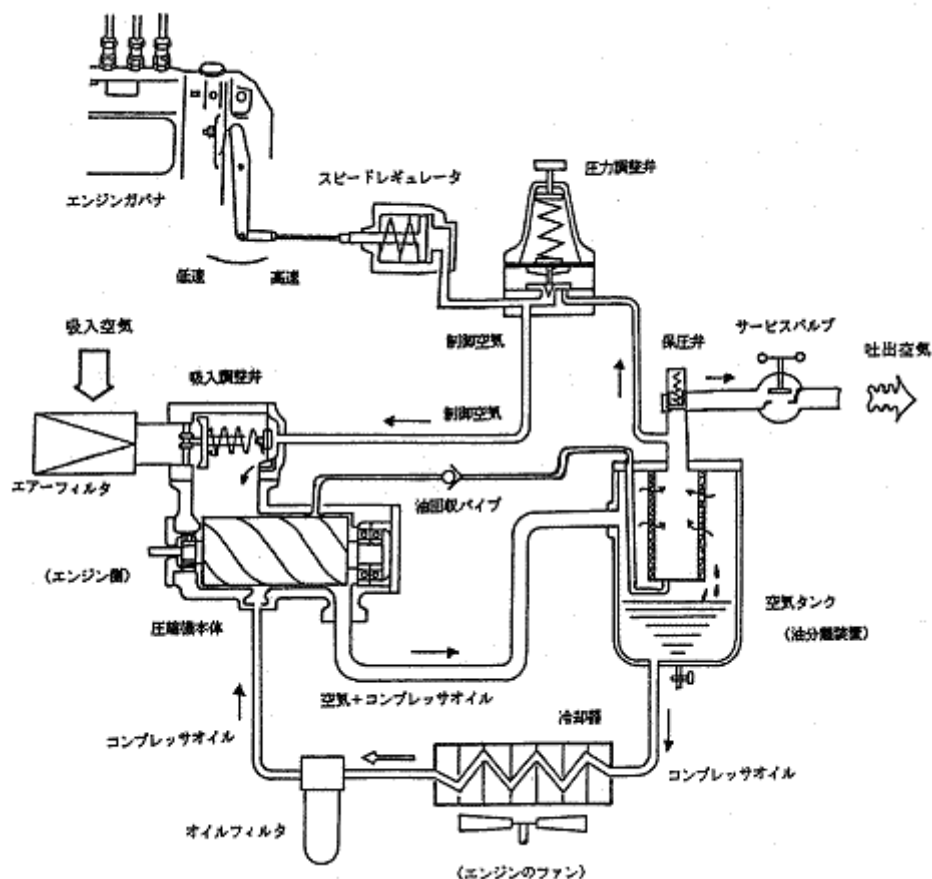 スピードレギュレータ
圧力調整弁
エンジンガバナ
低速
高速
吸入空気
制御空気
保圧弁
サービスバルブ
吐出空気
吸入調整弁
制御空気
エアーフィルタ
油回収パイプ
(エンジン側)
空気タンク
(油分離装置)
圧縮機本体
空気+コンプレッサオイル
冷却器
コンプレッサオイル
コンプレッサオイル
オイルフィルタ
(エンジンのファン)